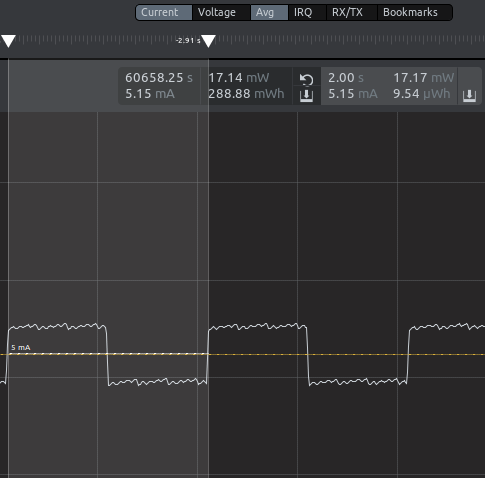 Current Voltage Avg IRQ RX/TX Bookmarks
-2.91 s
60658.25 s 17.14 mW 2.00 s 17.17 mW
5.15 mA 288.88 mWh 5.15 mA 9.54 µWh
5 mA